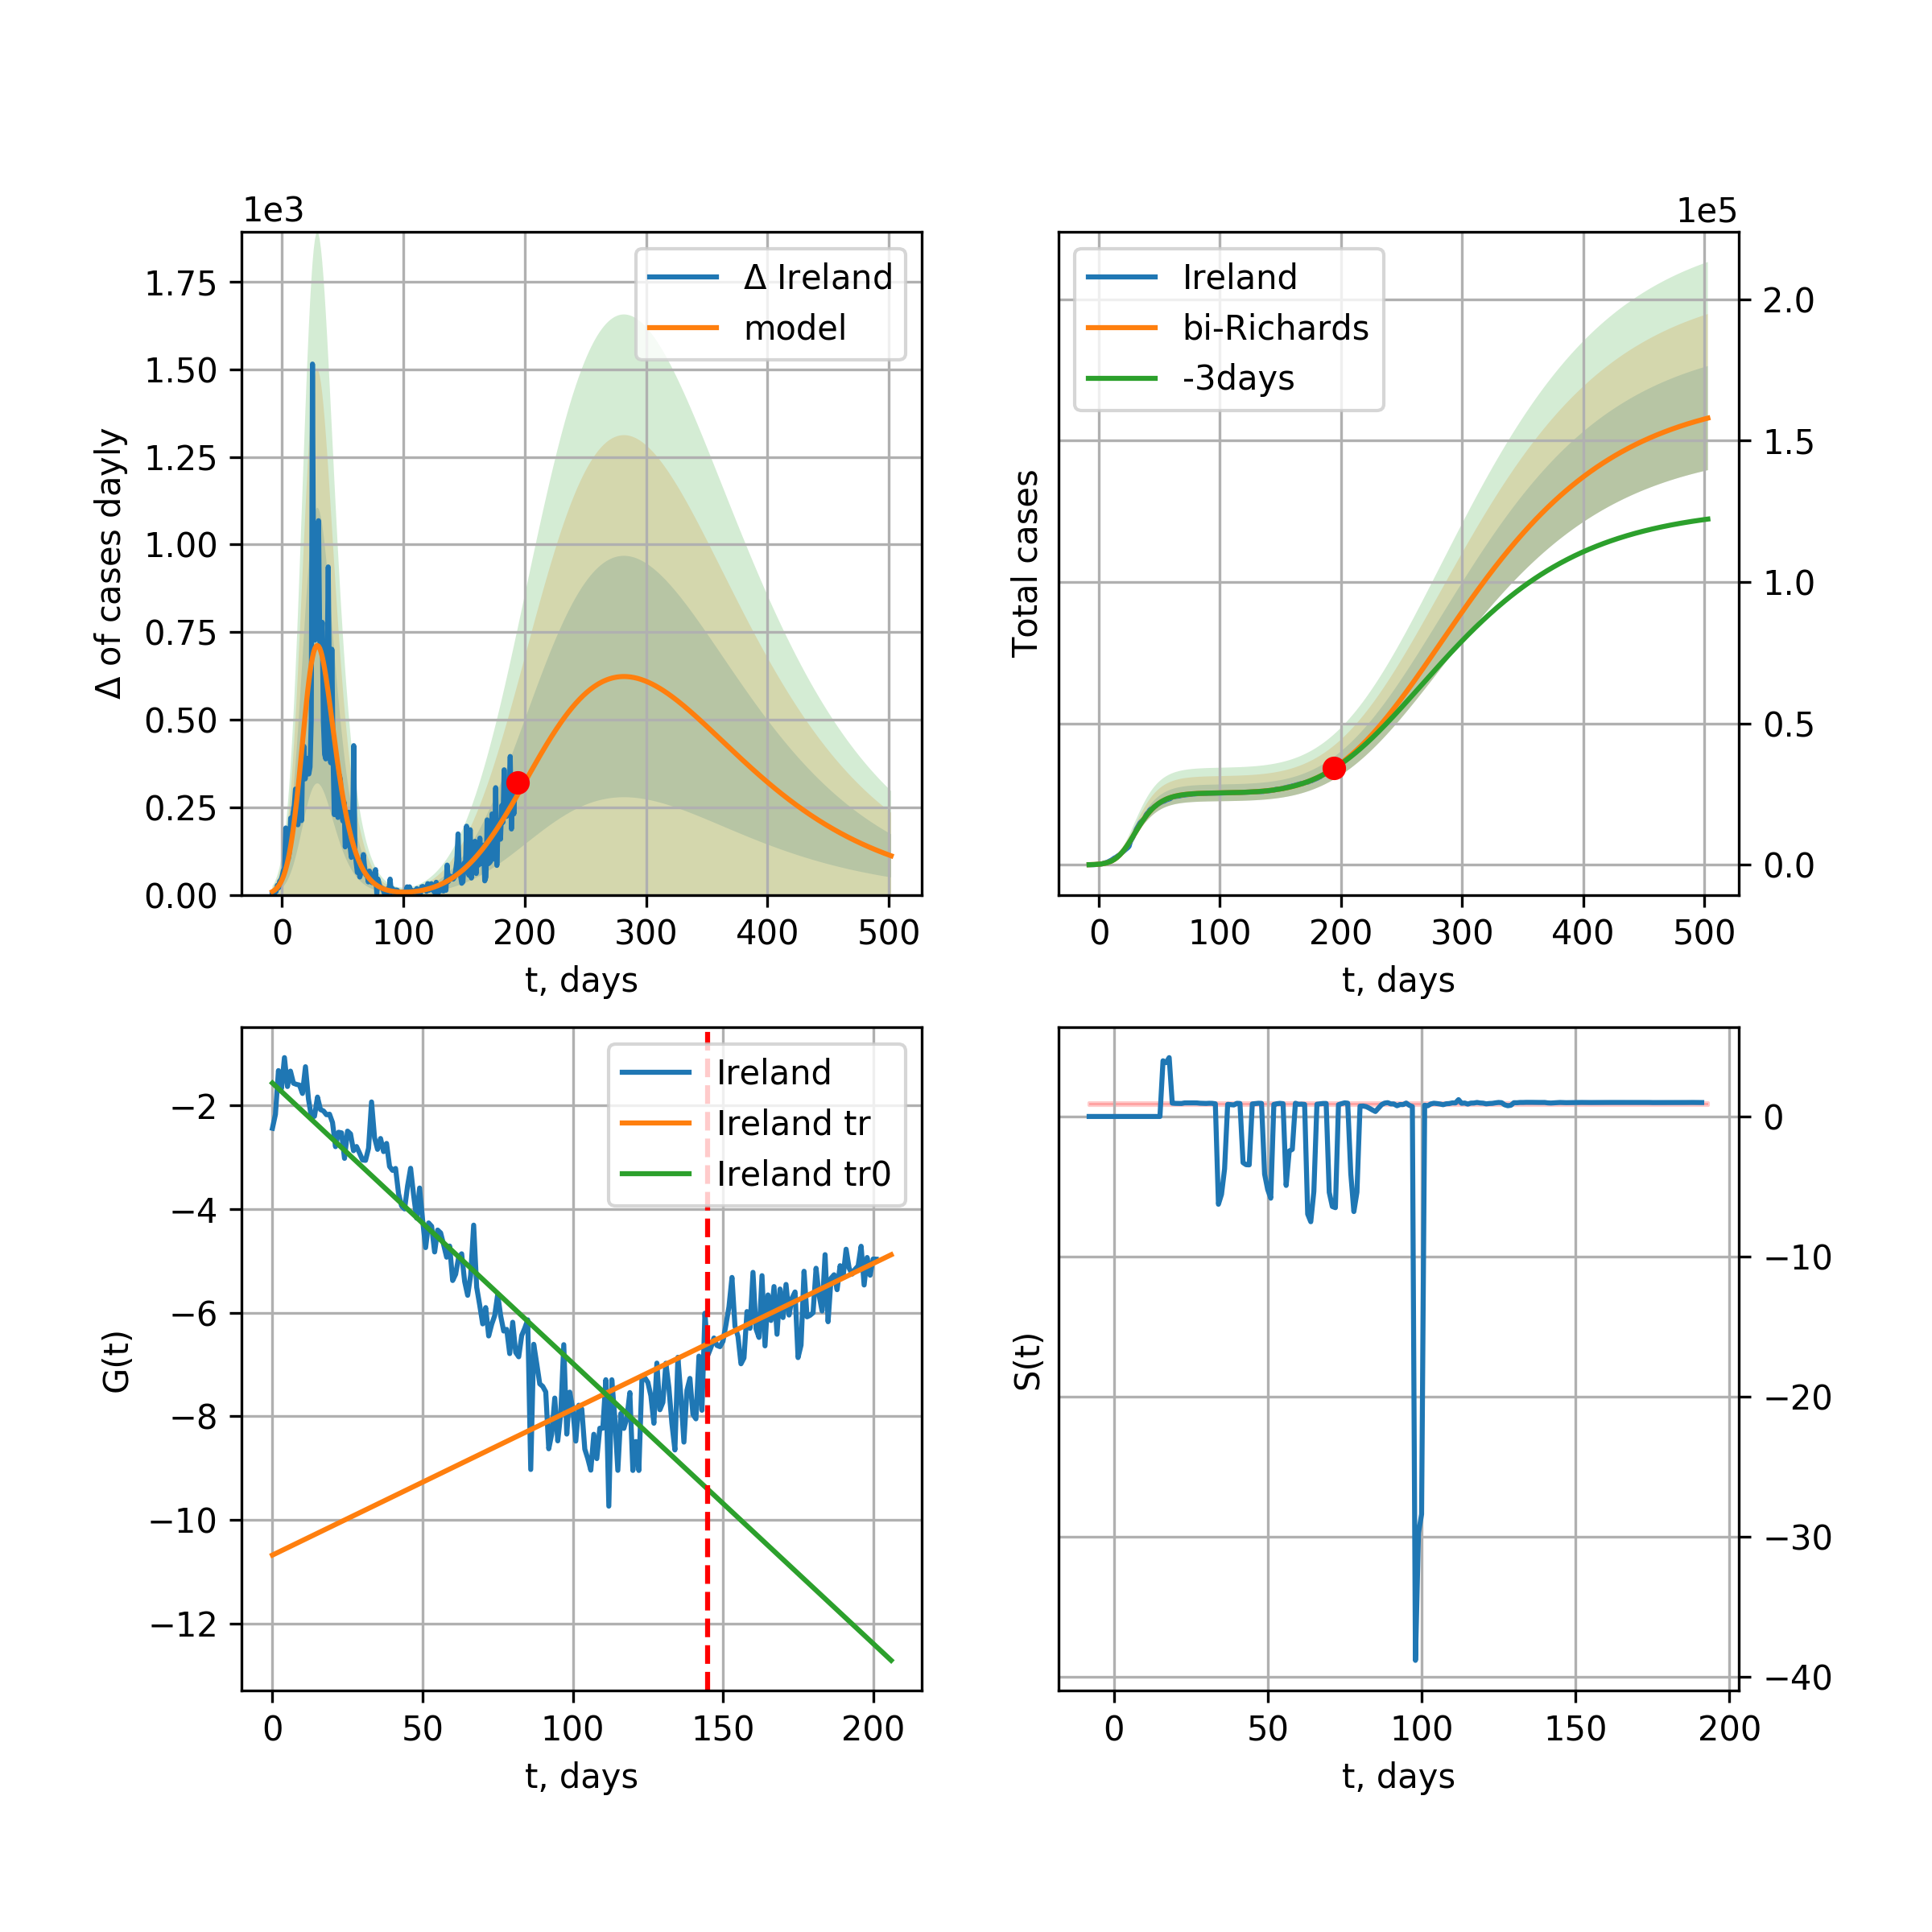 1e3
Δ of cases dayly
1.75
1.50
1.25
1.00
0.75
0.50
0.25
0.00
Δ Ireland
model
0 100 200 300 400 500
t, days
1e5
Total cases
Ireland
bi-Richards
-3days
2.0
1.5
1.0
0.5
0.0
0 100 200 300 400 500
t, days
G(t)
−2
−4
−6
−8
−10
−12
Ireland
Ireland tr
Ireland tr0
0 50 100 150 200
t, days
S(t)
0
−10
−20
−30
−40
0 50 100 150 200
t, days